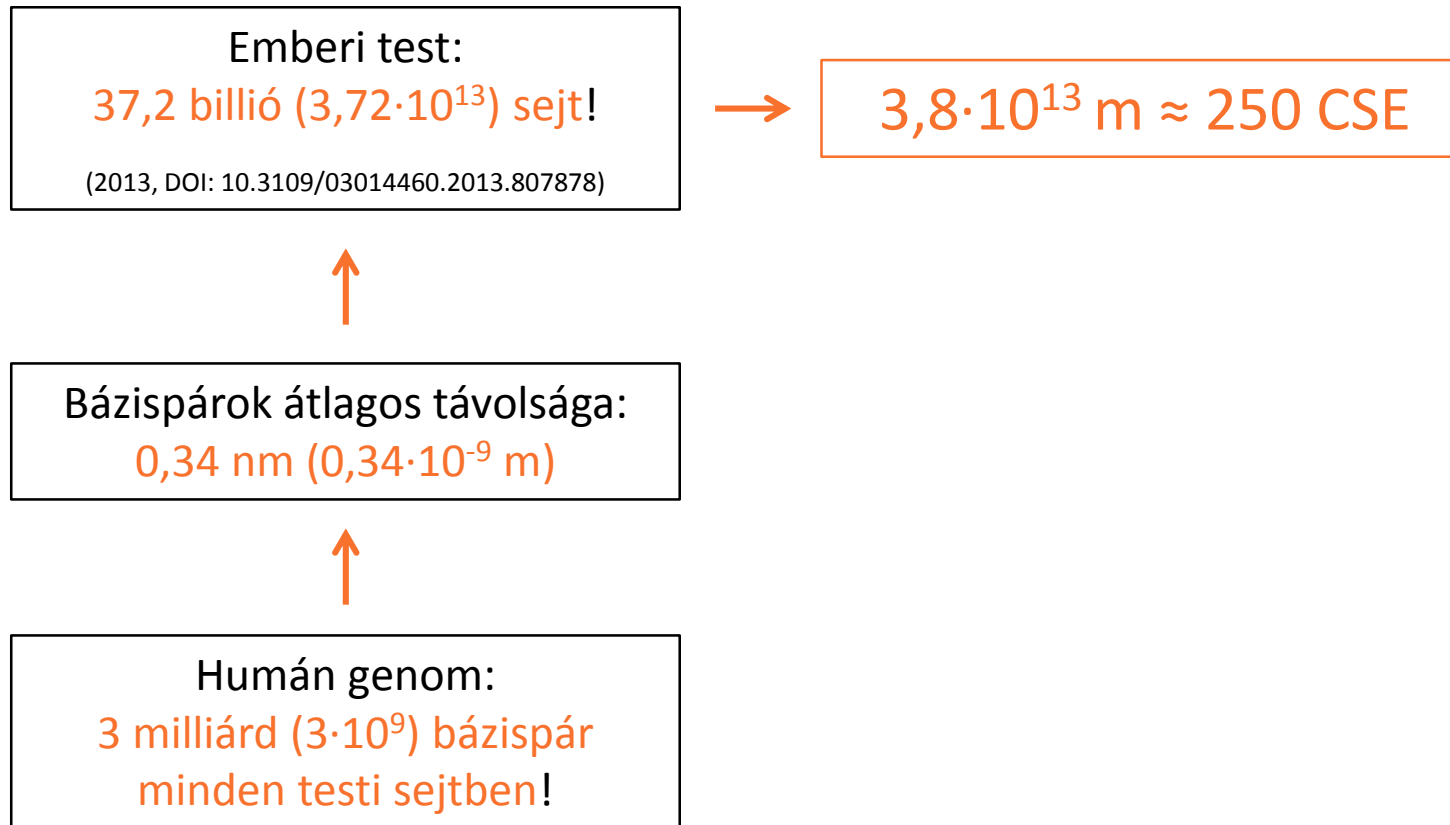 Emberi test:
37,2 billió (3,72·10¹³) sejt!
(2013, DOI: 10.3109/03014460.2013.807878)
3,8·10¹³ m ≈ 250 CSE
Bázispárok átlagos távolsága:
0,34 nm (0,34·10⁻⁹ m)
Humán genom:
3 milliárd (3·10⁹) bázispár
minden testi sejtben!